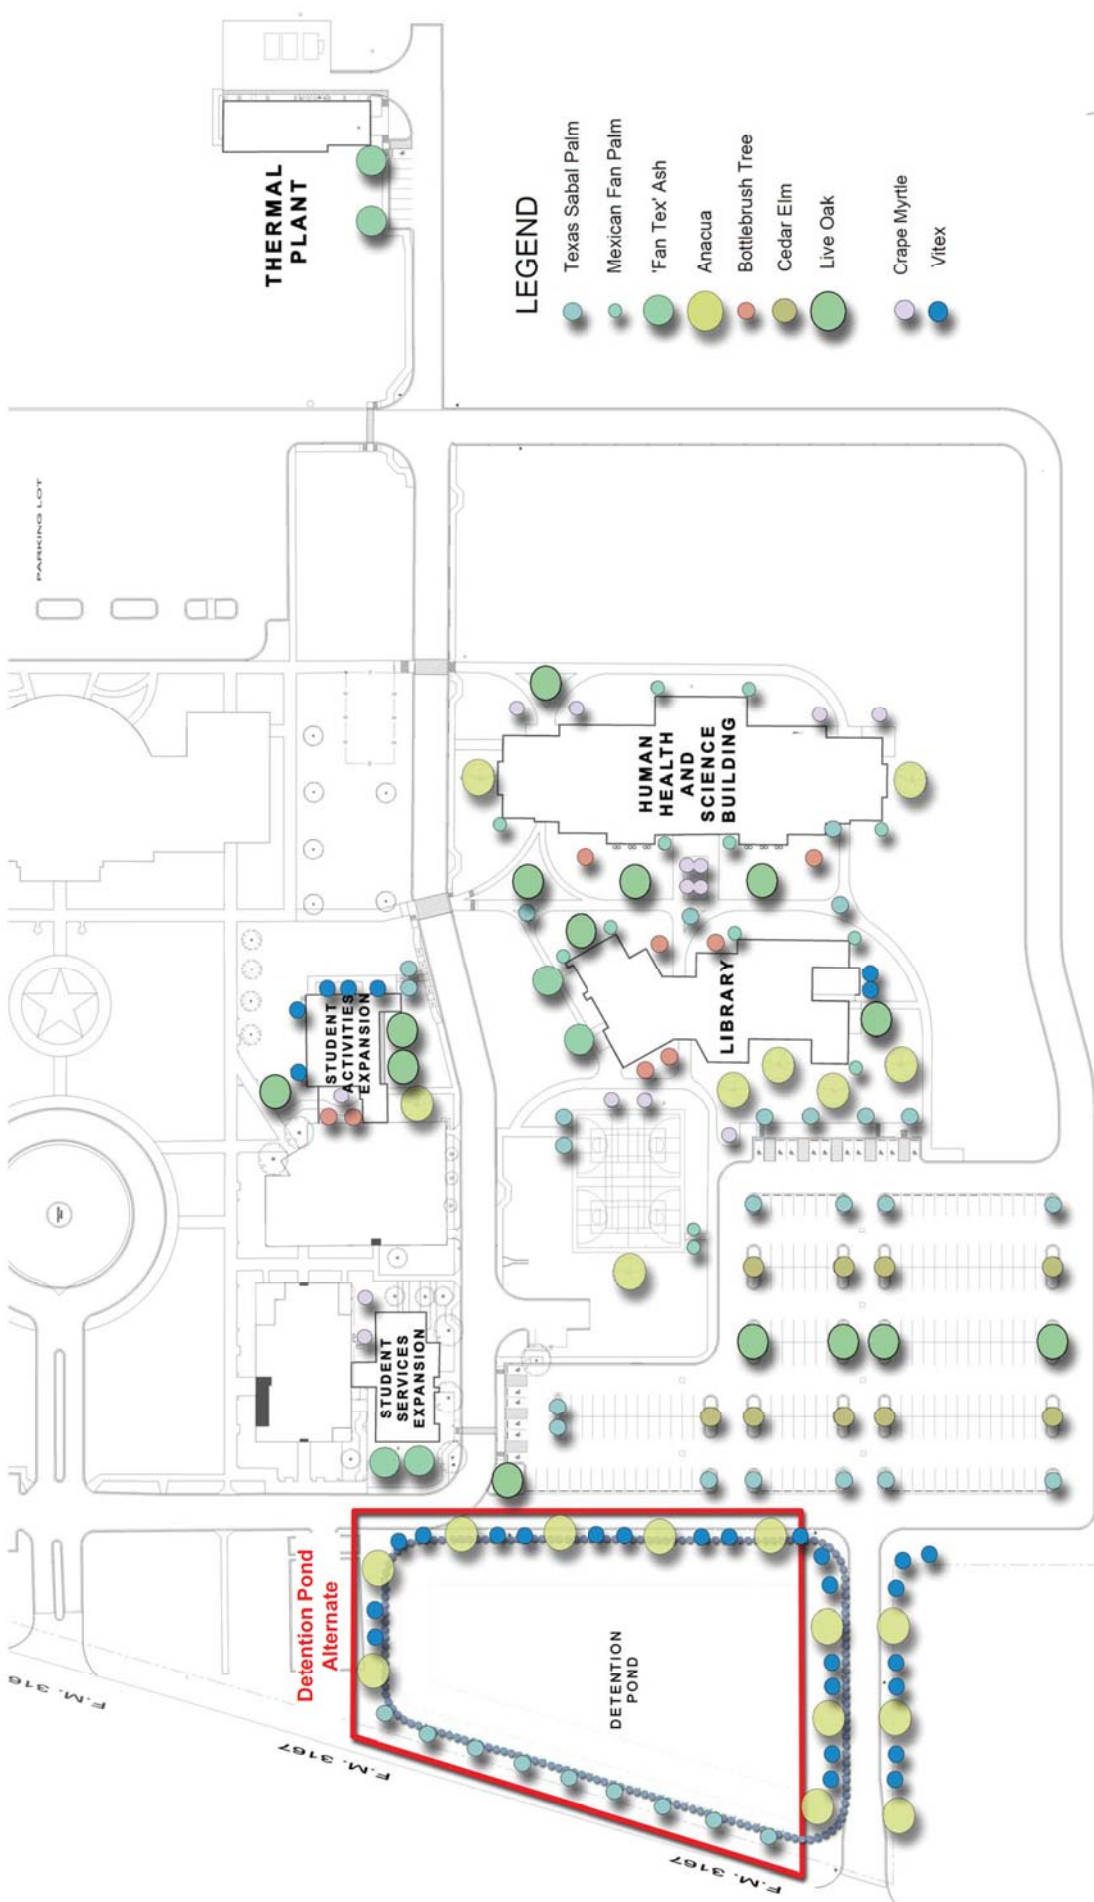 THERMAL
PLANT
LEGEND
Texas Sabal Palm
Mexican Fan Palm
'Fan Tex' Ash
Anacua
Bottlebrush Tree
Cedar Elm
Live Oak
Crape Myrtle
Vitex
PARKING LOT
HUMAN
HEALTH
AND
SCIENCE
BUILDING
LIBRARY
STUDENT
ACTIVITIES
EXPANSION
STUDENT
SERVICES
EXPANSION
Detention Pond
Alternate
DETENTION
POND
F.M. 316
F.M. 3167
F.M. 3167